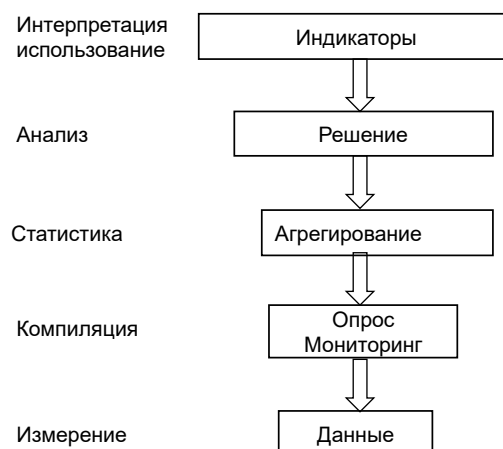 Интерпретация
использование
Индикаторы
Анализ
Решение
Статистика
Агрегирование
Компиляция
Опрос
Мониторинг
Измерение
Данные